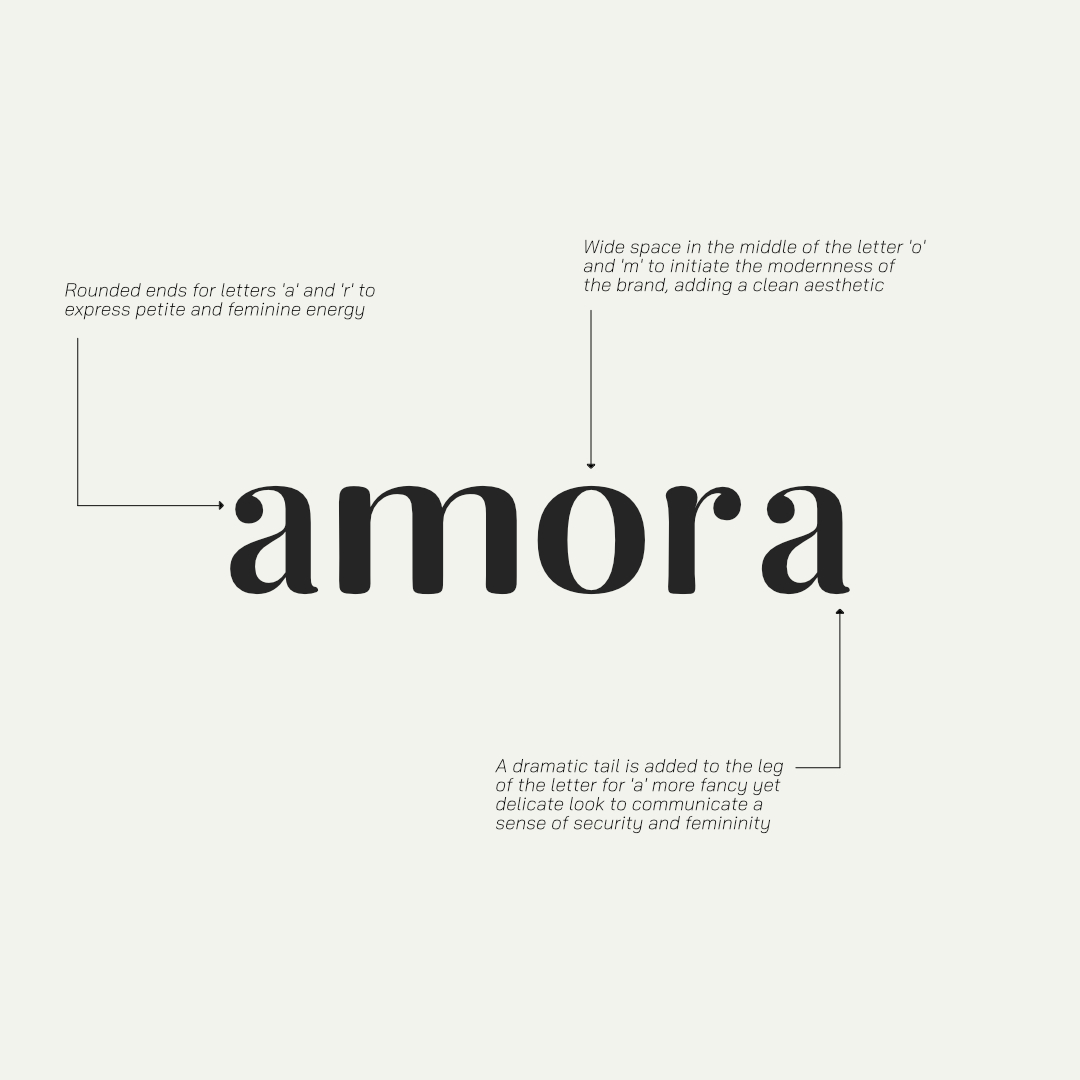 Wide space in the middle of the letter 'o'
and 'm' to initiate the modernness of
the brand, adding a clean aesthetic
Rounded ends for letters 'a' and 'r' to
express petite and feminine energy
amora
A dramatic tail is added to the leg
of the letter for 'a' more fancy yet
delicate look to communicate a
sense of security and femininity